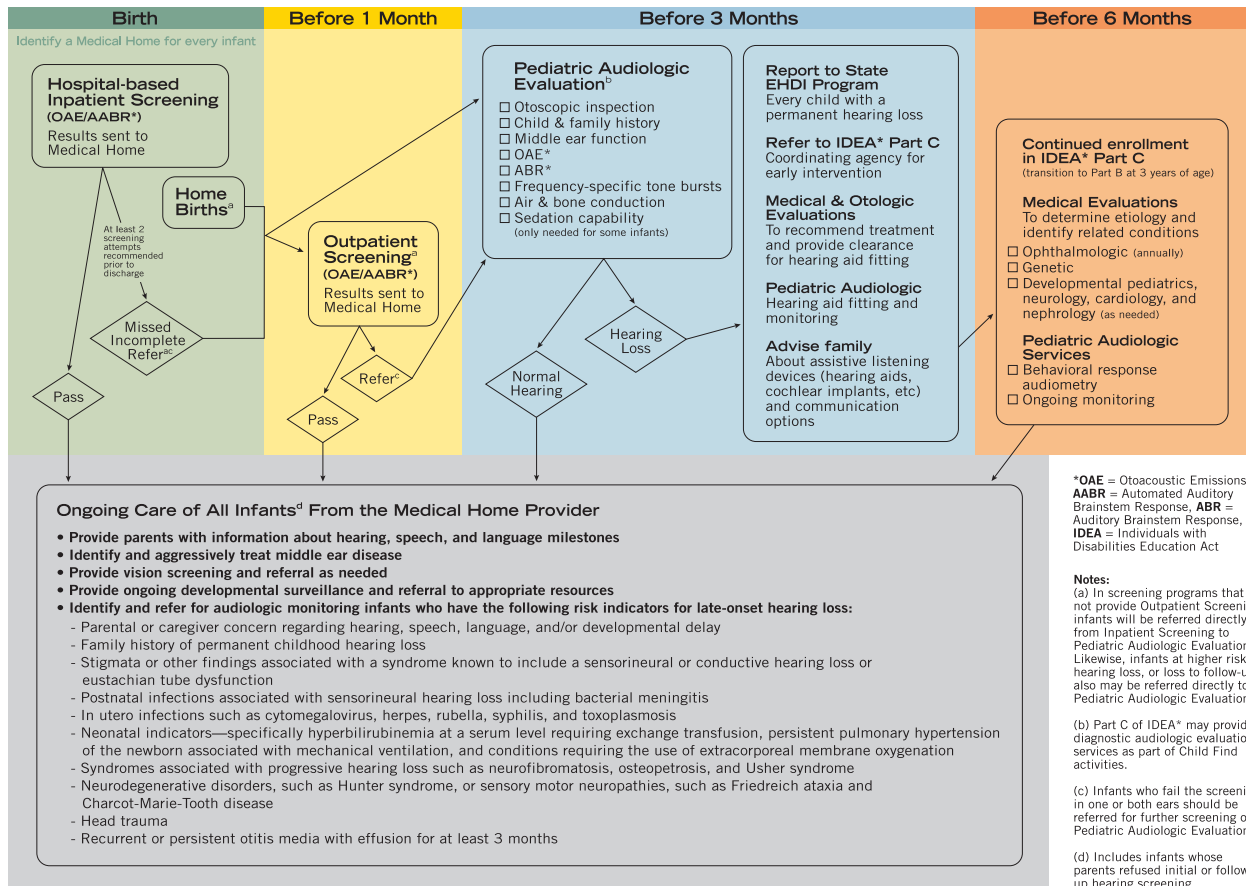 Birth
Identify a Medical Home for every infant
Hospital-based
Inpatient Screening
(OAE/AABR*)
Results sent to
Medical Home
Home
Births^a
At least 2
screening
attempts
recommended
prior to
discharge
Missed
Incomplete
Refer^ac
Pass
Before 1 Month
Outpatient
Screening^a
(OAE/AABR*)
Results sent to
Medical Home
Refer^c
Pass
Before 3 Months
Pediatric Audiologic
Evaluation^b
☐ Otoscopic inspection
☐ Child & family history
☐ Middle ear function
☐ OAE*
☐ ABR*
☐ Frequency-specific tone bursts
☐ Air & bone conduction
☐ Sedation capability
(only needed for some infants)
Hearing
Loss
Normal
Hearing
Report to State
EHDI Program
Every child with a
permanent hearing loss
Refer to IDEA* Part C
Coordinating agency for
early intervention
Medical & Otologic
Evaluations
To recommend treatment
and provide clearance
for hearing aid fitting
Pediatric Audiologic
Hearing aid fitting and
monitoring
Advise family
About assistive listening
devices (hearing aids,
cochlear implants, etc)
and communication
options
Before 6 Months
Continued enrollment
in IDEA* Part C
(transition to Part B at 3 years of age)
Medical Evaluations
To determine etiology and
identify related conditions
☐ Ophthalmologic (annually)
☐ Genetic
☐ Developmental pediatrics,
neurology, cardiology, and
nephrology (as needed)
Pediatric Audiologic
Services
☐ Behavioral response
audiometry
☐ Ongoing monitoring
Ongoing Care of All Infants^d From the Medical Home Provider
• Provide parents with information about hearing, speech, and language milestones
• Identify and aggressively treat middle ear disease
• Provide vision screening and referral as needed
• Provide ongoing developmental surveillance and referral to appropriate resources
• Identify and refer for audiologic monitoring infants who have the following risk indicators for late-onset hearing loss:
- Parental or caregiver concern regarding hearing, speech, language, and/or developmental delay
- Family history of permanent childhood hearing loss
- Stigmata or other findings associated with a syndrome known to include a sensorineural or conductive hearing loss or
eustachian tube dysfunction
- Postnatal infections associated with sensorineural hearing loss including bacterial meningitis
- In utero infections such as cytomegalovirus, herpes, rubella, syphilis, and toxoplasmosis
- Neonatal indicators—specifically hyperbilirubinemia at a serum level requiring exchange transfusion, persistent pulmonary hypertension
of the newborn associated with mechanical ventilation, and conditions requiring the use of extracorporeal membrane oxygenation
- Syndromes associated with progressive hearing loss such as neurofibromatosis, osteopetrosis, and Usher syndrome
- Neurodegenerative disorders, such as Hunter syndrome, or sensory motor neuropathies, such as Friedreich ataxia and
Charcot-Marie-Tooth disease
- Head trauma
- Recurrent or persistent otitis media with effusion for at least 3 months
*OAE = Otoacoustic Emissions
AABR = Automated Auditory
Brainstem Response, ABR =
Auditory Brainstem Response,
IDEA = Individuals with
Disabilities Education Act
Notes:
(a) In screening programs that
not provide Outpatient
infants will be referred directly
from Inpatient Screening to
Pediatric Audiologic Evaluation
Likewise, infants at higher risk
hearing loss, or loss to
also may be referred directly to
Pediatric Audiologic Evaluation
(b) Part C of IDEA* may
diagnostic audiologic
services as part of Child Find
activities.
(c) Infants who fail the
in one or both ears should be
referred for further screening
Pediatric Audiologic Evaluation
(d) Includes infants whose
parents refused initial or
up hearing screening